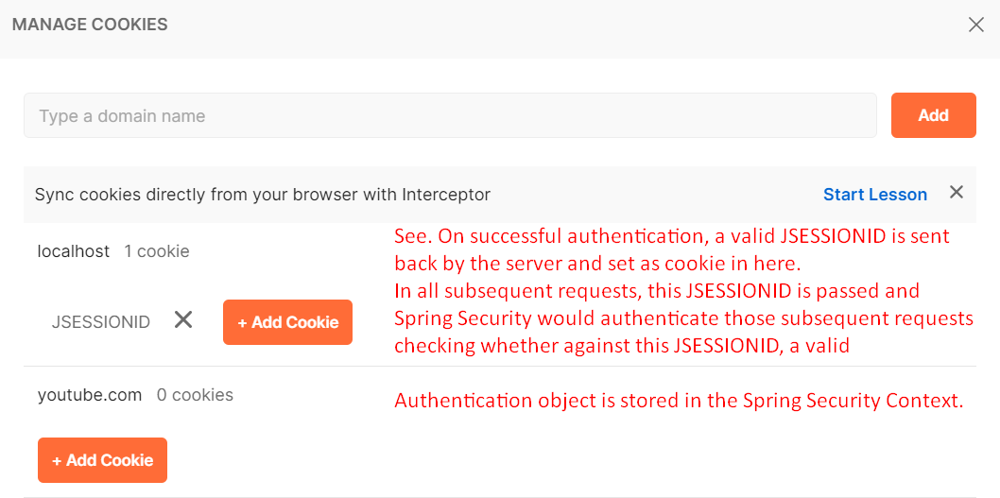 MANAGE COOKIES
Type a domain name
Add
Sync cookies directly from your browser with Interceptor
Start Lesson
localhost 1 cookie
See. On successful authentication, a valid JSESSIONID is sent
back by the server and set as cookie in here.
In all subsequent requests, this JSESSIONID is passed and
Spring Security would authenticate those subsequent requests
checking whether against this JSESSIONID, a valid
JSESSIONID
+ Add Cookie
youtube.com 0 cookies
Authentication object is stored in the Spring Security Context.
+ Add Cookie